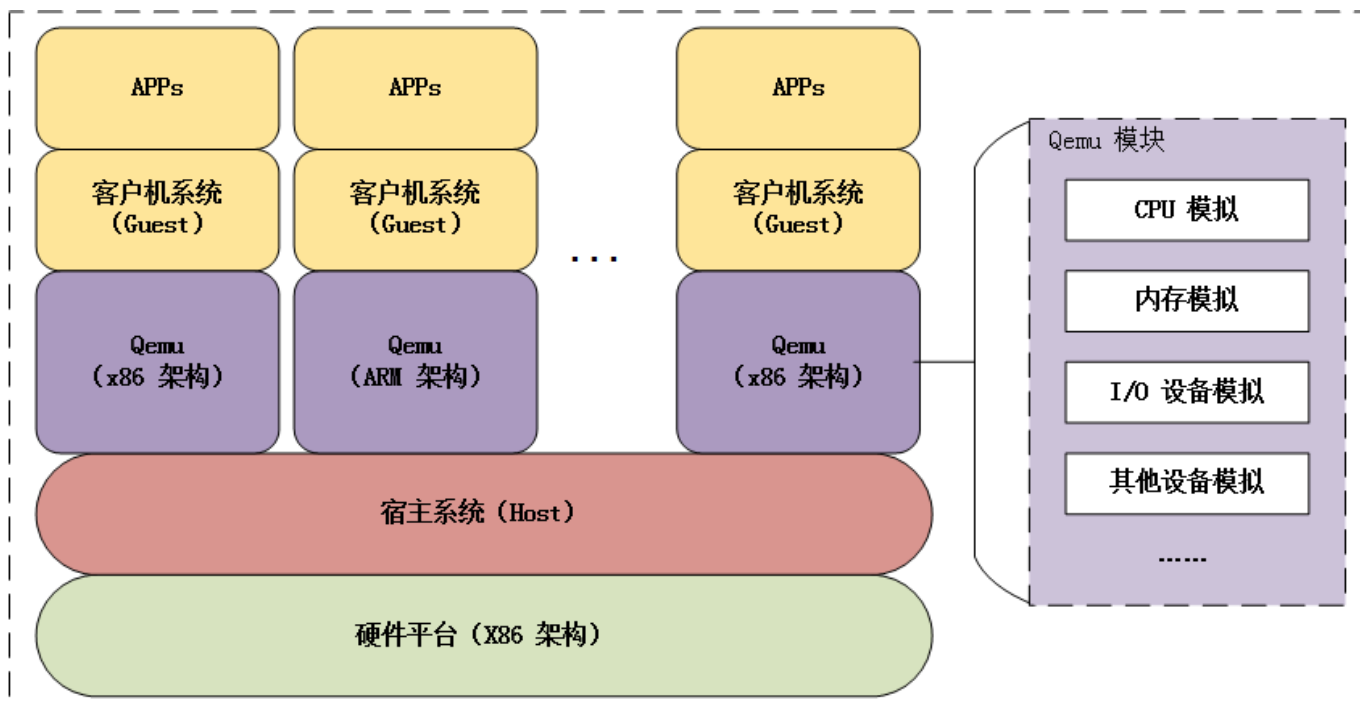 APPs
APPs
APPs
客户机系统
(Guest)
客户机系统
(Guest)
...
客户机系统
(Guest)
Qemu
(x86 架构)
Qemu
(ARM 架构)
Qemu
(x86 架构)
宿主系统(Host)
硬件平台(X86 架构)
Qemu 模块
CPU 模拟
内存模拟
I/O 设备模拟
其他设备模拟
……